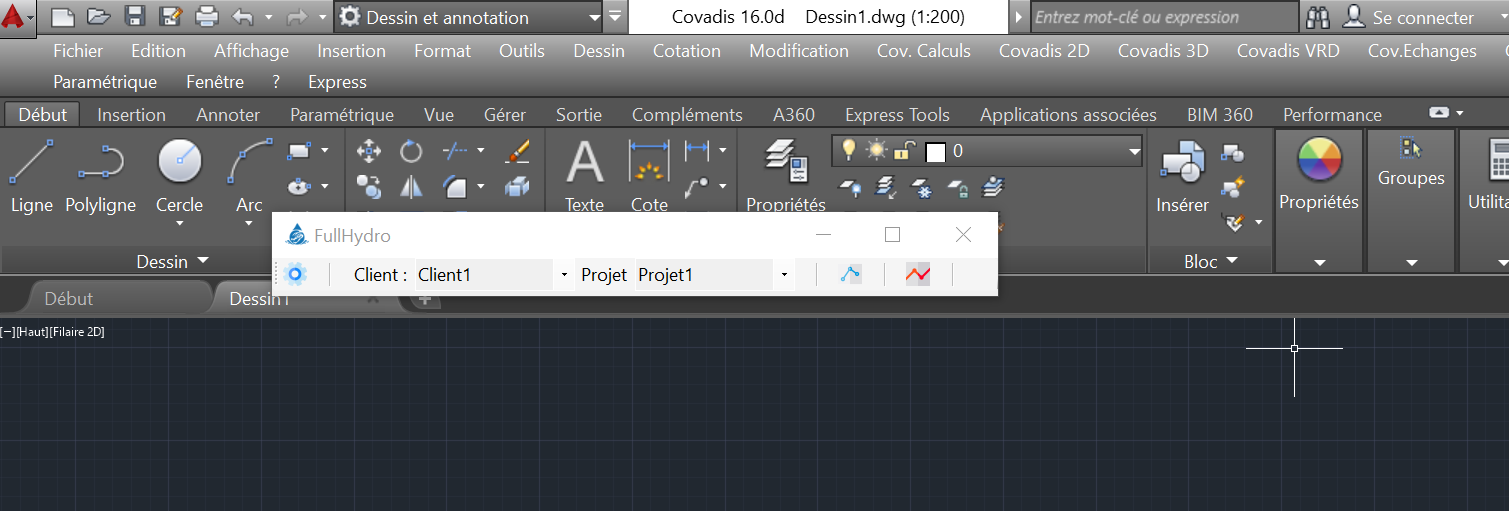 Dessin et annotation Covadis 16.0d Dessin1.dwg (1:200) Entrez mot-clé ou expression Se connecter
Fichier Edition Affichage Insertion Format Outils Dessin Cotation Modification Cov. Calculs Covadis 2D Covadis 3D Covadis VRD Cov.Echanges
Paramétrique Fenêtre ? Express
Début Insertion Annoter Paramétrique Vue Gérer Sortie Compléments A360 Express Tools Applications associées BIM 360 Performance
0
Groupes
Ligne Polyligne Cercle Arc Texte Cote Propriétés Insérer Propriétés Utilita
FullHydro
Dessin Bloc
Client : Client1 Projet Projet1
Début Dessin1
[−][Haut][Filaire 2D]